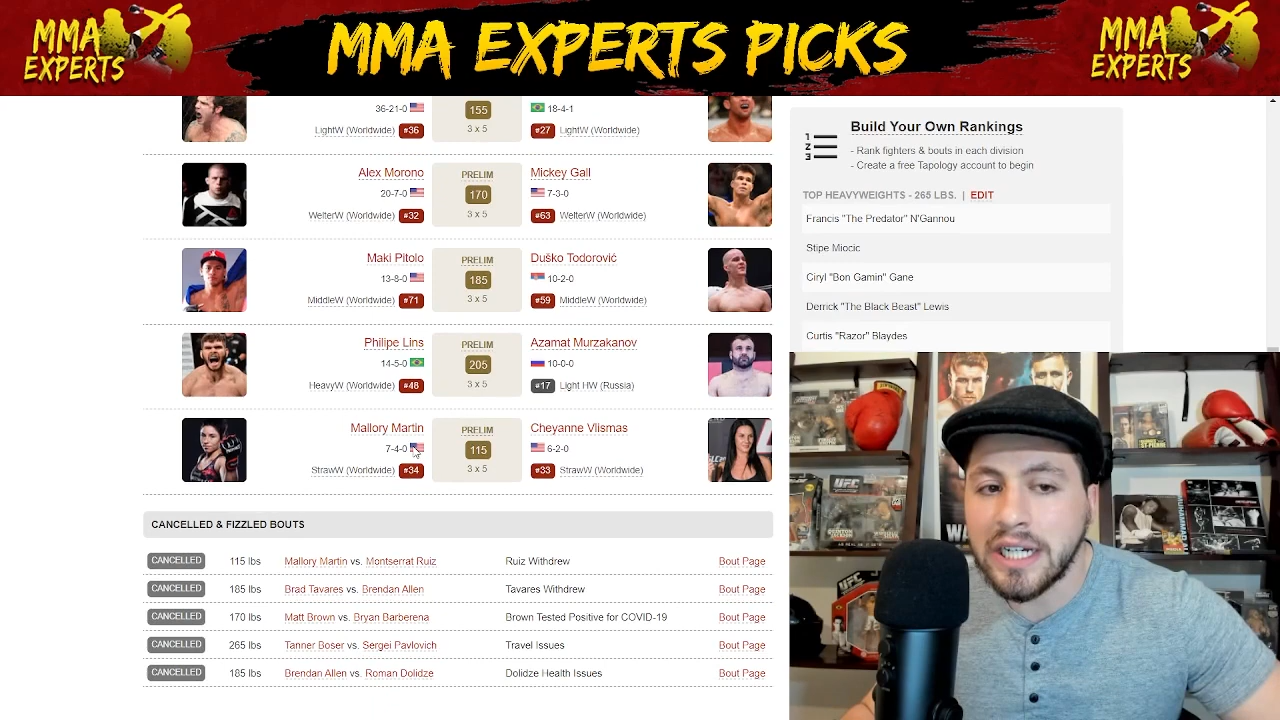 MMA EXPERTS
MMA EXPERTS PICKS
MMA EXPERTS
36-21-0
155
18-4-1
LightW (Worldwide) #36
3 x 5
#27 LightW (Worldwide)
Alex Morono
PRELIM
Mickey Gall
20-7-0
170
7-3-0
WelterW (Worldwide) #32
3 x 5
#63 WelterW (Worldwide)
Maki Pitolo
PRELIM
Duško Todorović
13-8-0
185
10-2-0
MiddleW (Worldwide) #71
3 x 5
#59 MiddleW (Worldwide)
Philipe Lins
PRELIM
Azamat Murzakanov
14-5-0
205
10-0-0
HeavyW (Worldwide) #48
3 x 5
#17 Light HW (Russia)
Mallory Martin
PRELIM
Cheyanne Vlismas
7-4-0
115
6-2-0
StrawW (Worldwide) #34
3 x 5
#33 StrawW (Worldwide)
CANCELLED & FIZZLED BOUTS
CANCELLED 115 lbs Mallory Martin vs. Montserrat Ruiz Ruiz Withdrew Bout Page
CANCELLED 185 lbs Brad Tavares vs. Brendan Allen Tavares Withdrew Bout Page
CANCELLED 170 lbs Matt Brown vs. Bryan Barberena Brown Tested Positive for COVID-19 Bout Page
CANCELLED 265 lbs Tanner Boser vs. Sergei Pavlovich Travel Issues Bout Page
CANCELLED 185 lbs Brendan Allen vs. Roman Dolidze Dolidze Health Issues Bout Page
1 2 3
Build Your Own Rankings
- Rank fighters & bouts in each division
- Create a free Tapology account to begin
TOP HEAVYWEIGHTS - 265 LBS. | EDIT
Francis "The Predator" N'Gannou
Stipe Miocic
Ciryl "Bon Gamin" Gane
Derrick "The Black Beast" Lewis
Curtis "Razor" Blaydes
UFC